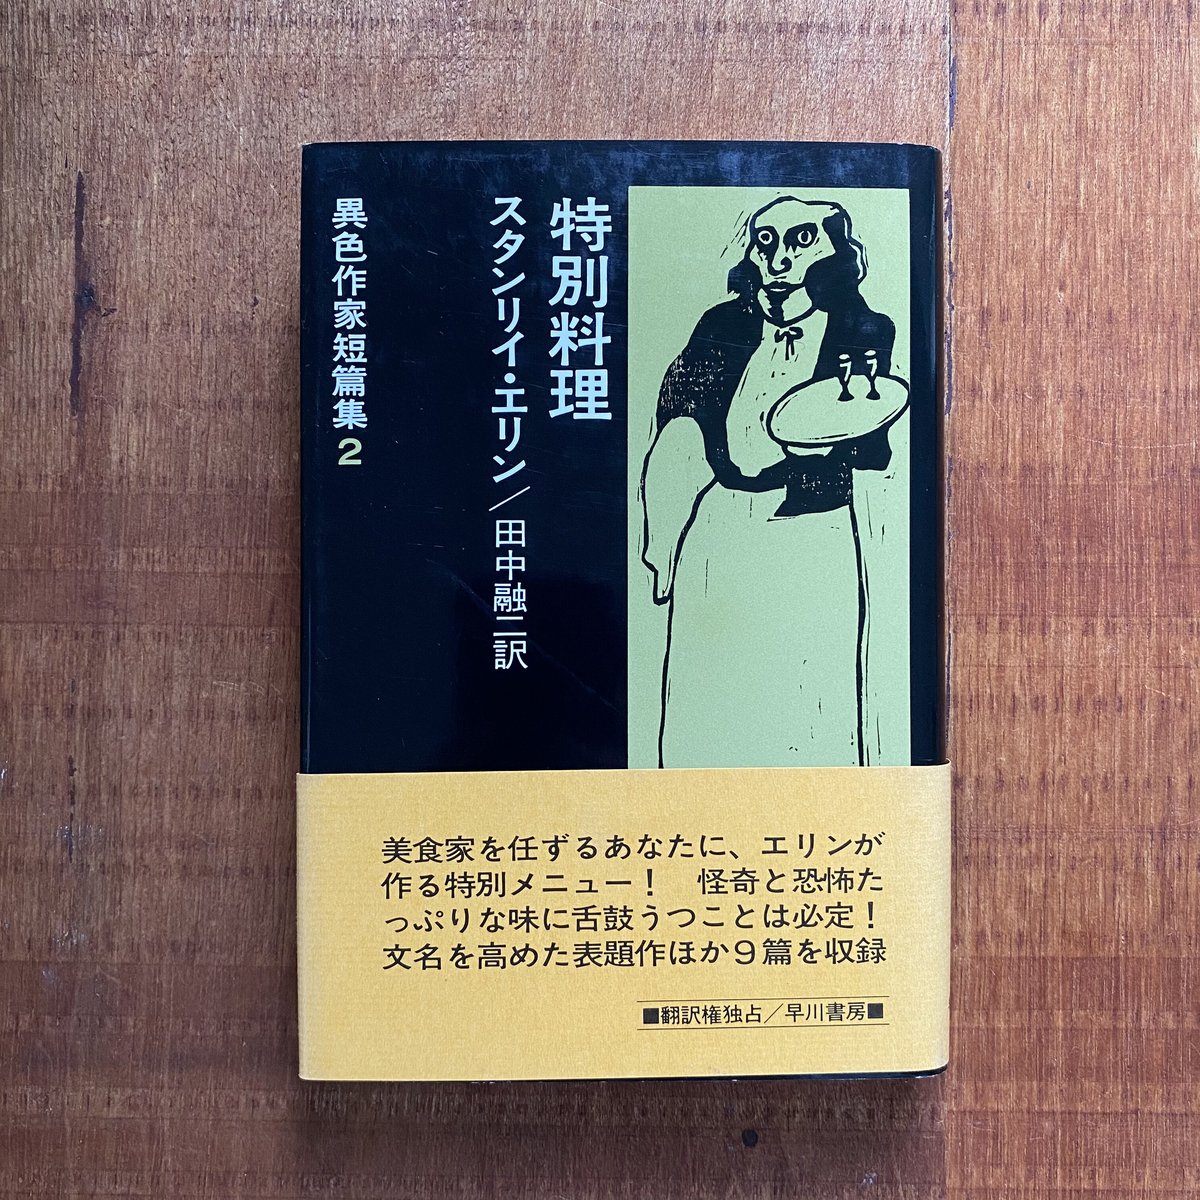 特別料理
スタンリイ・エリン／田中融二訳
異色作家短篇集2
美食家を任ずるあなたに、エリンが
作る特別メニュー！　怪奇と恐怖た
っぷりな味に舌鼓うつことは必定！
文名を高めた表題作ほか９篇を収録
■翻訳権独占／早川書房■